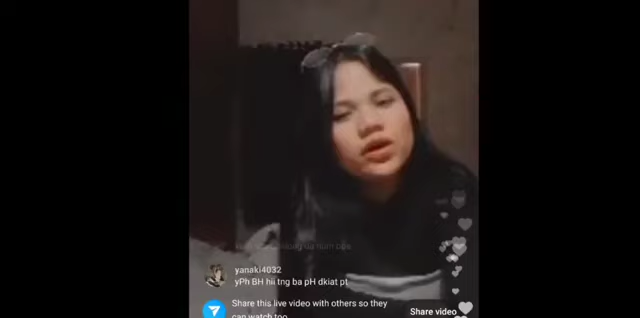 yanaki4032
yPh BH hii tng ba pH dkiat pt
Share this live video with others so they
can watch too
Share video